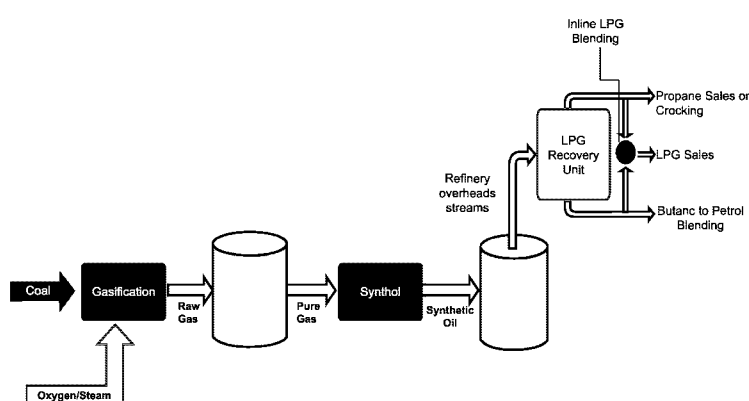 Inline LPG
Blending
Propane Sales or
Crocking
LPG
Recovery
Unit
LPG Sales
Refinery
overheads
streams
Butanc to Petrol
Blending
Coal
Gasification
Raw
Gas
Pure
Gas
Synthol
Synthetic
Oil
Oxygen/Steam